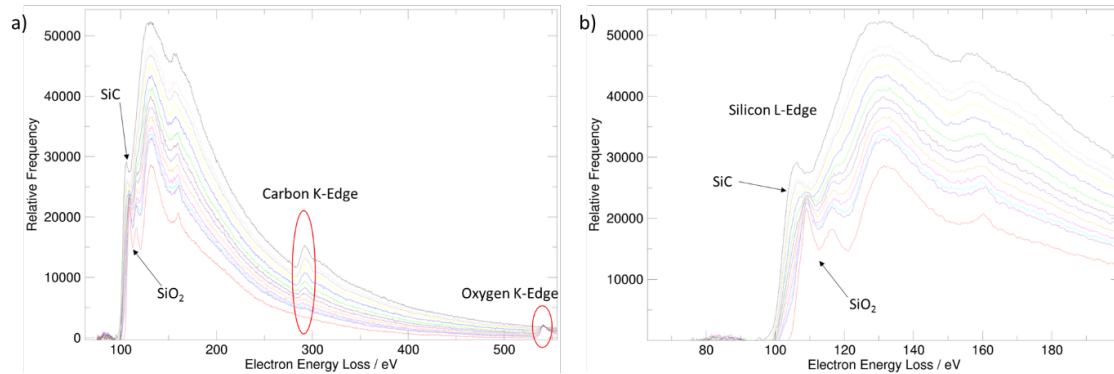 a)
50000
40000
30000
20000
10000
0
Relative Frequency
SiC
SiO₂
Carbon K-Edge
Oxygen K-Edge
100 200 300 400 500
Electron Energy Loss / eV
b)
50000
40000
30000
20000
10000
Relative Frequency
Silicon L-Edge
SiC
SiO₂
80 100 120 140 160 180
Electron Energy Loss / eV